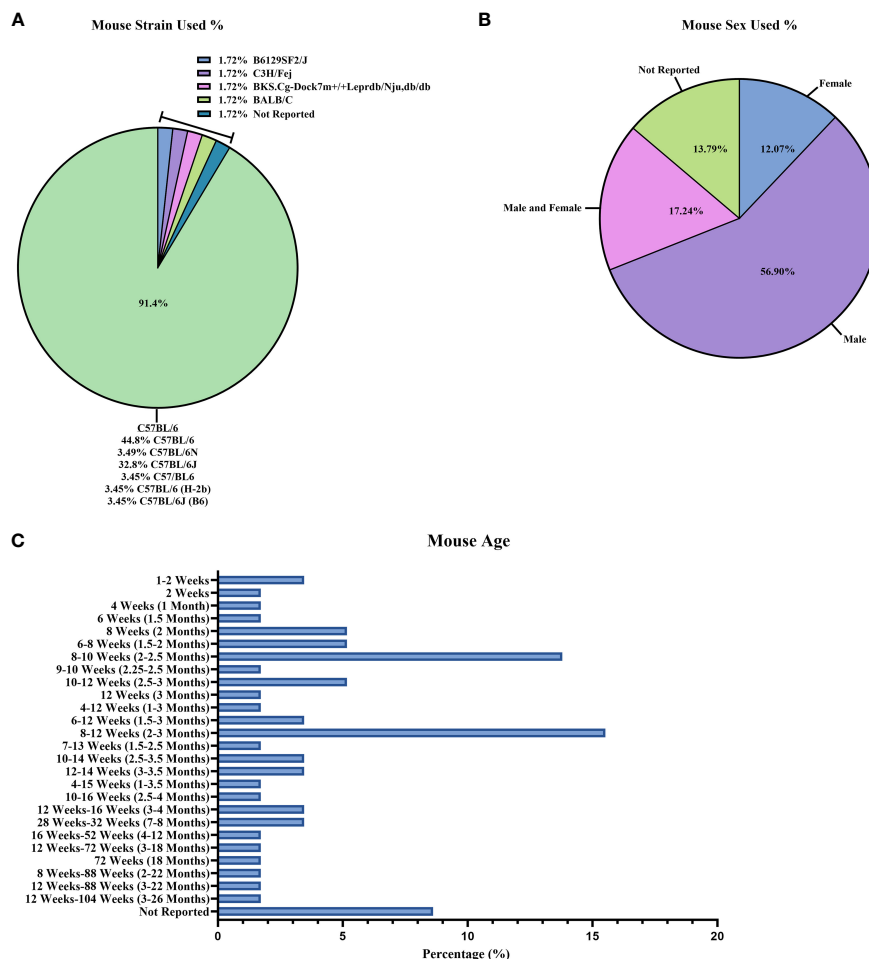 A
Mouse Strain Used %
1.72% B6129SF2/J
1.72% C3H/Fej
1.72% BKS.Cg-Dock7m+/+Leprdb/Nju,db/db
1.72% BALB/C
1.72% Not Reported
91.4%
C57BL/6
44.8% C57BL/6
3.49% C57BL/6N
32.8% C57BL/6J
3.45% C57/BL6
3.45% C57BL/6 (H-2b)
3.45% C57BL/6J (B6)
B
Mouse Sex Used %
Not Reported
Female
13.79%
12.07%
Male and Female
17.24%
56.90%
Male
C
Mouse Age
1-2 Weeks
2 Weeks
4 Weeks (1 Month)
6 Weeks (1.5 Months)
8 Weeks (2 Months)
6-8 Weeks (1.5-2 Months)
8-10 Weeks (2-2.5 Months)
9-10 Weeks (2.25-2.5 Months)
10-12 Weeks (2.5-3 Months)
12 Weeks (3 Months)
4-12 Weeks (1-3 Months)
6-12 Weeks (1.5-3 Months)
8-12 Weeks (2-3 Months)
7-13 Weeks (1.5-2.5 Months)
10-14 Weeks (2.5-3.5 Months)
12-14 Weeks (3-3.5 Months)
4-15 Weeks (1-3.5 Months)
10-16 Weeks (2.5-4 Months)
12 Weeks-16 Weeks (3-4 Months)
28 Weeks-32 Weeks (7-8 Months)
16 Weeks-52 Weeks (4-12 Months)
12 Weeks-72 Weeks (3-18 Months)
72 Weeks (18 Months)
8 Weeks-88 Weeks (2-22 Months)
12 Weeks-88 Weeks (3-22 Months)
12 Weeks-104 Weeks (3-26 Months)
Not Reported
0 5 10 15 20
Percentage (%)